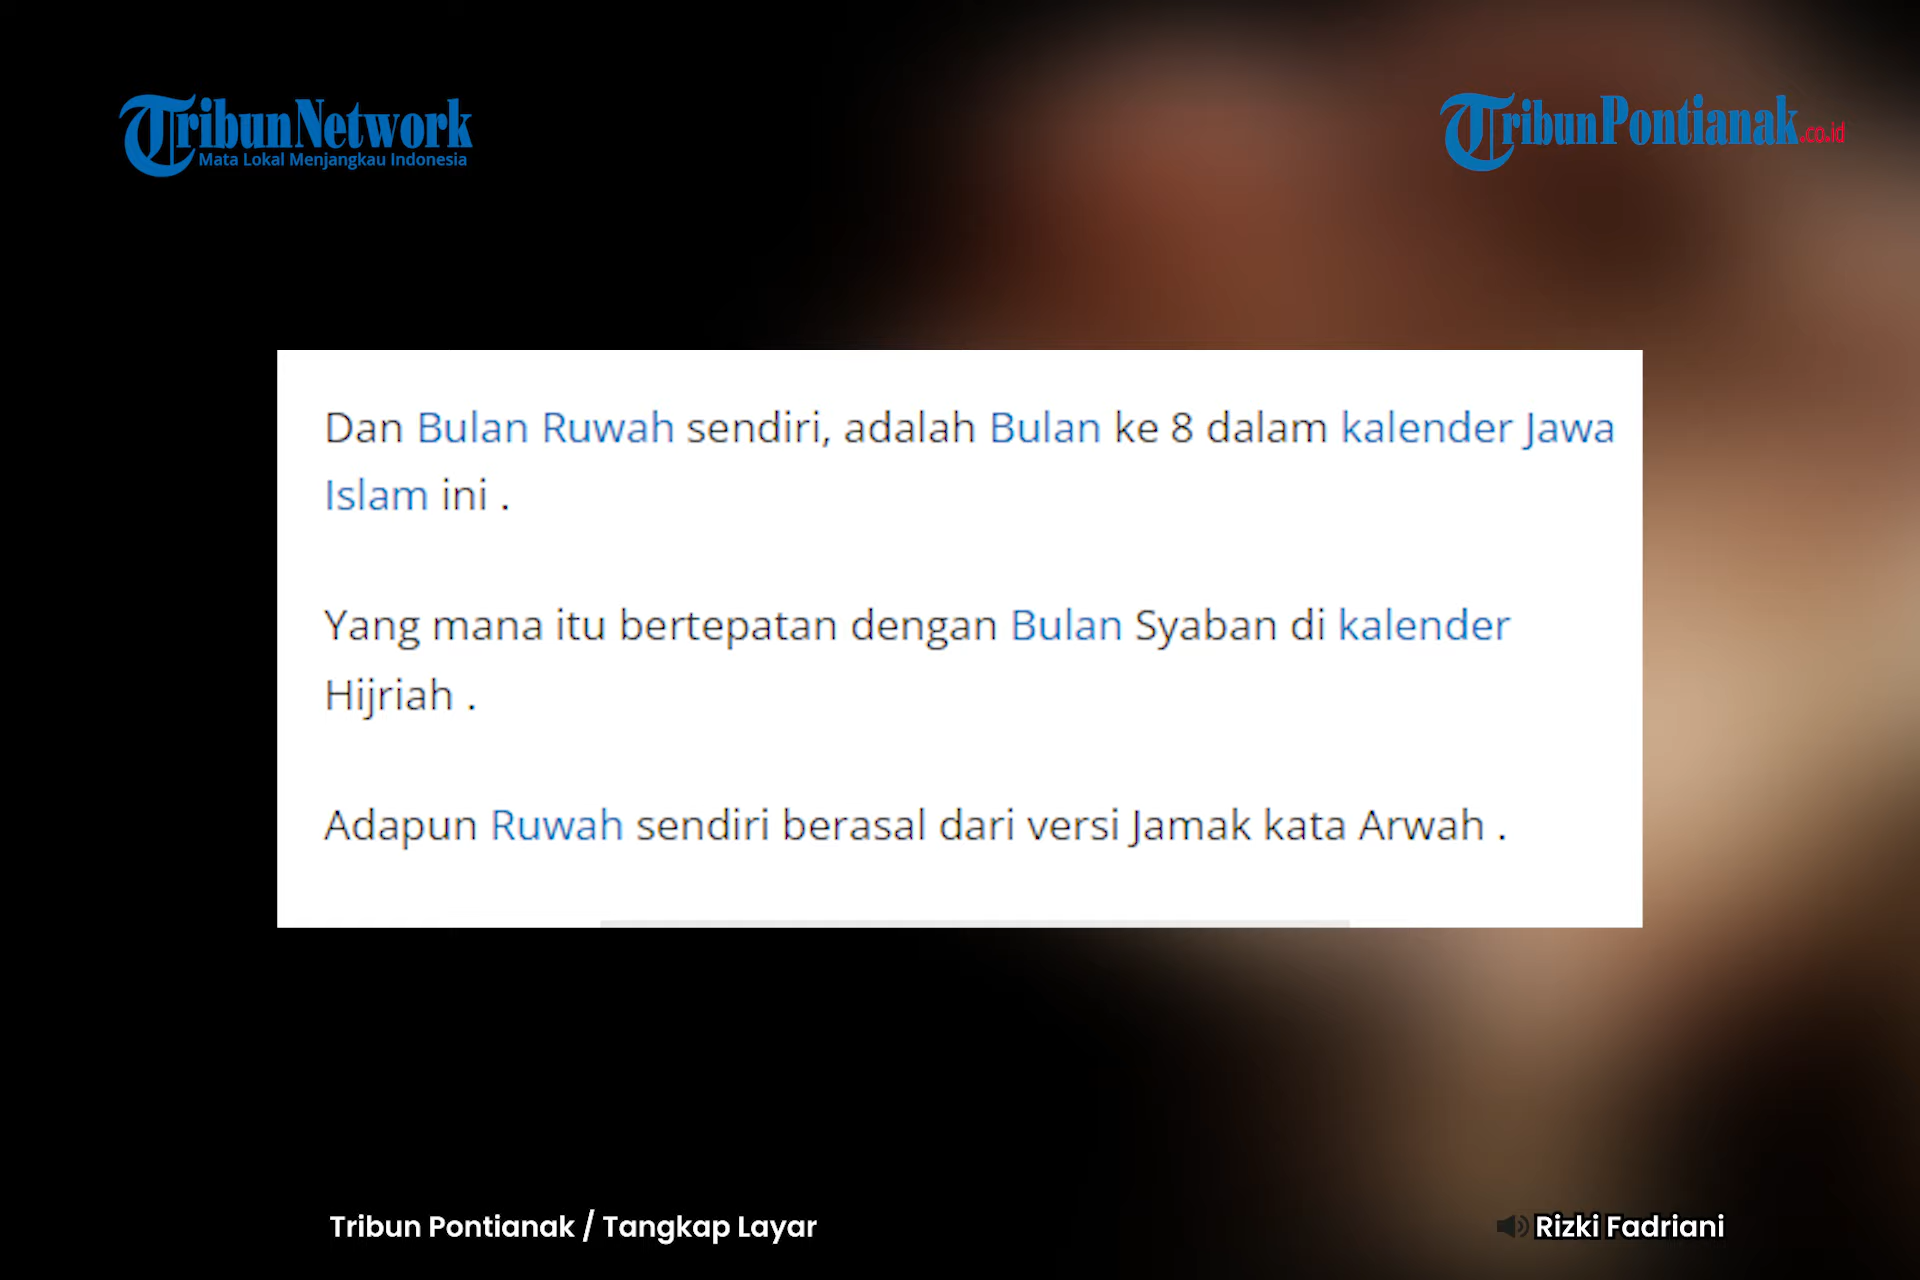 TribunNetwork
Mata Lokal Menjangkau Indonesia
TribunPontianak.co.id
Dan Bulan Ruwah sendiri, adalah Bulan ke 8 dalam kalender Jawa
Islam ini .
Yang mana itu bertepatan dengan Bulan Syaban di kalender
Hijriah .
Adapun Ruwah sendiri berasal dari versi Jamak kata Arwah .
Tribun Pontianak / Tangkap Layar
Rizki Fadriani